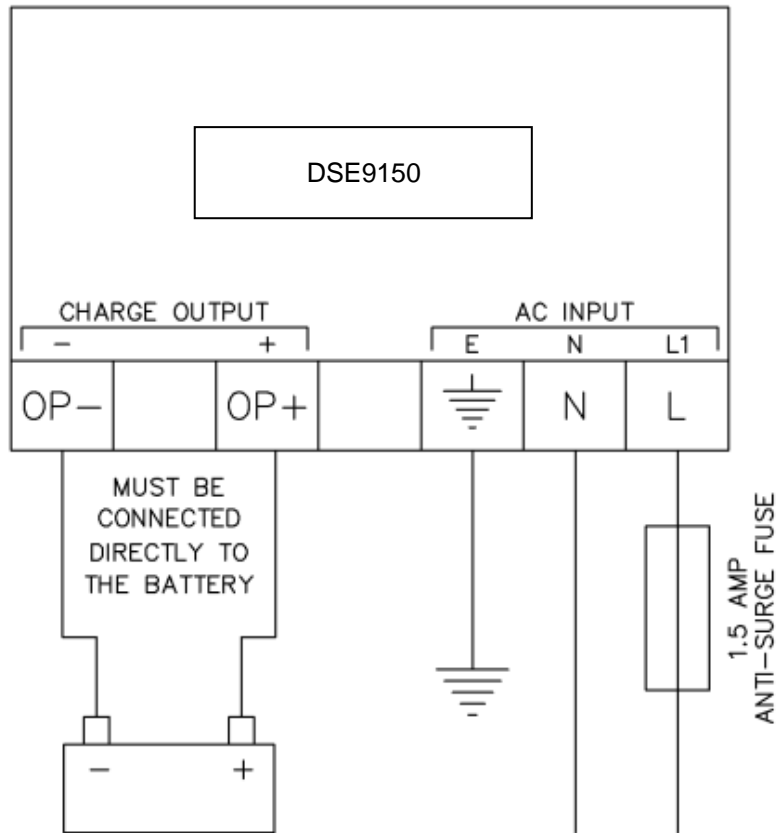 DSE9150
CHARGE OUTPUT
AC INPUT
− + E N L1
OP− OP+ N L
MUST BE
CONNECTED
DIRECTLY TO
THE BATTERY
1.5 AMP
ANTI−SURGE FUSE
− +